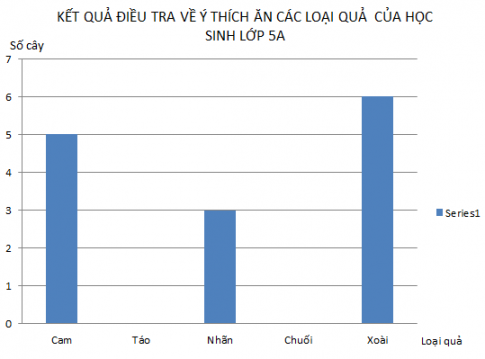 KẾT QUẢ ĐIỀU TRA VỀ Ý THÍCH ĂN CÁC LOẠI QUẢ CỦA HỌC
SINH LỚP 5A
Số cây
7
6
5
4
3
2
1
0
Cam Táo Nhãn Chuối Xoài Loại quả
Series1